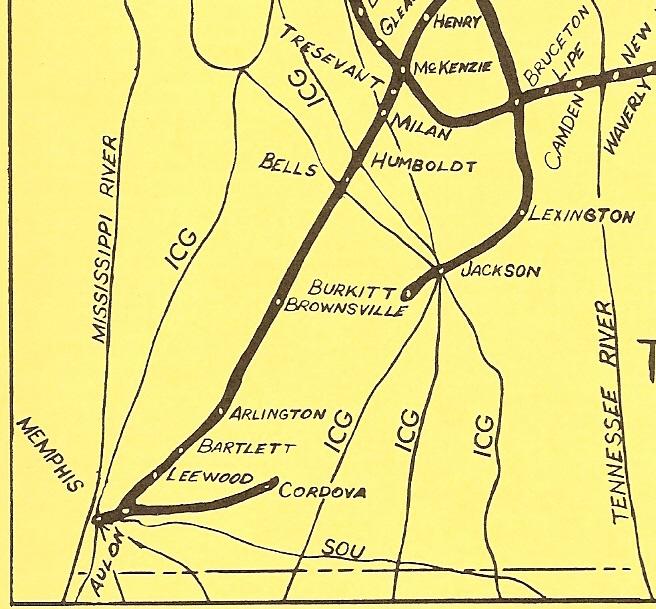 GLEA
HENRY
TRESEVANT
McKENZIE
BRUCETON
LIPE
CAMDEN
NEW
WAVERLY
ICG
MILAN
BELLS
HUMBOLDT
MISSISSIPPI RIVER
ICG
LEXINGTON
JACKSON
BURKITT
BROWNSVILLE
TENNESSEE RIVER
T
ARLINGTON
ICG
ICG
ICG
BARTLETT
MEMPHIS
LEEWOOD
CORDOVA
SOU
AULON